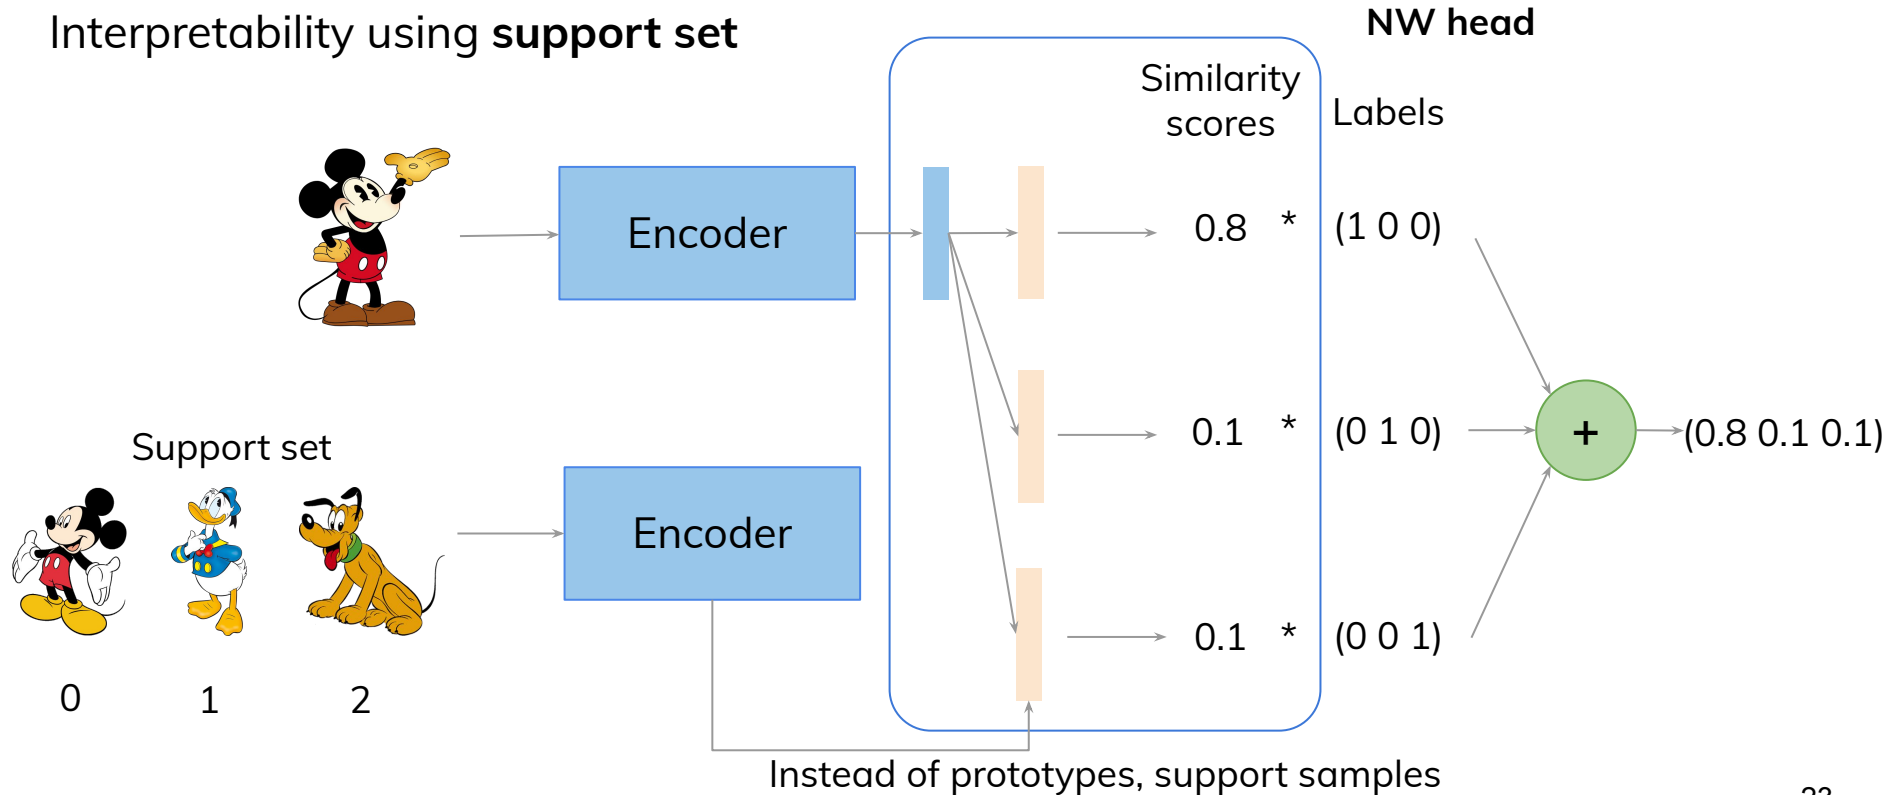 Interpretability using support set
NW head
Similarity
scores
Labels
Encoder
0.8 * (1 0 0)
Support set
Encoder
0.1 * (0 1 0)
+
(0.8 0.1 0.1)
0.1 * (0 0 1)
0 1 2
Instead of prototypes, support samples